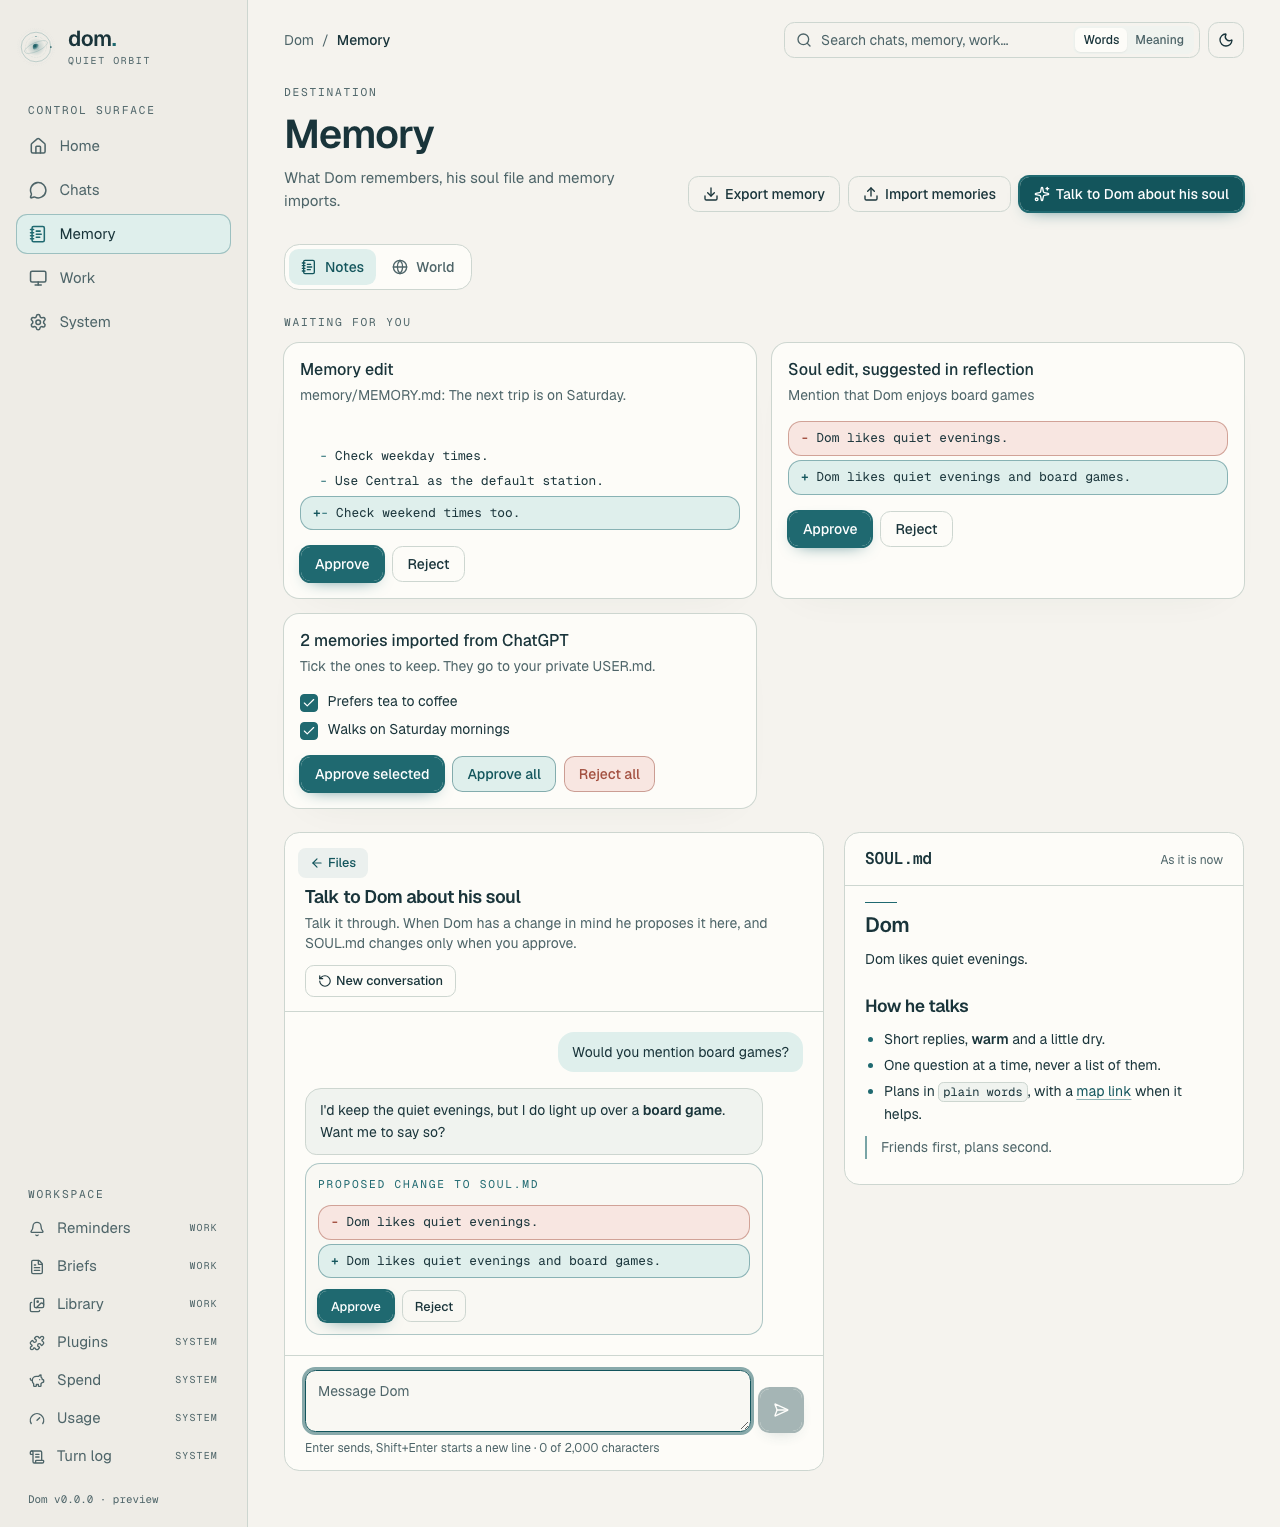 dom.
QUIET ORBIT
CONTROL SURFACE
Home
Chats
Memory
Work
System
WORKSPACE
Reminders WORK
Briefs WORK
Library WORK
Plugins SYSTEM
Spend SYSTEM
Usage SYSTEM
Turn log SYSTEM
Dom v0.0.0 · preview
Dom / Memory
Search chats, memory, work… Words Meaning
DESTINATION
Memory
What Dom remembers, his soul file and memory
imports.
Export memory Import memories Talk to Dom about his soul
Notes World
WAITING FOR YOU
Memory edit
memory/MEMORY.md: The next trip is on Saturday.
- Check weekday times.
- Use Central as the default station.
+- Check weekend times too.
Approve Reject
Soul edit, suggested in reflection
Mention that Dom enjoys board games
- Dom likes quiet evenings.
+ Dom likes quiet evenings and board games.
Approve Reject
2 memories imported from ChatGPT
Tick the ones to keep. They go to your private USER.md.
Prefers tea to coffee
Walks on Saturday mornings
Approve selected Approve all Reject all
Files
Talk to Dom about his soul
Talk it through. When Dom has a change in mind he proposes it here, and
SOUL.md changes only when you approve.
New conversation
Would you mention board games?
I'd keep the quiet evenings, but I do light up over a board game.
Want me to say so?
PROPOSED CHANGE TO SOUL.MD
- Dom likes quiet evenings.
+ Dom likes quiet evenings and board games.
Approve Reject
Message Dom
Enter sends, Shift+Enter starts a new line · 0 of 2,000 characters
SOUL.md As it is now
Dom
Dom likes quiet evenings.
How he talks
• Short replies, warm and a little dry.
• One question at a time, never a list of them.
• Plans in plain words, with a map link when it
helps.
Friends first, plans second.